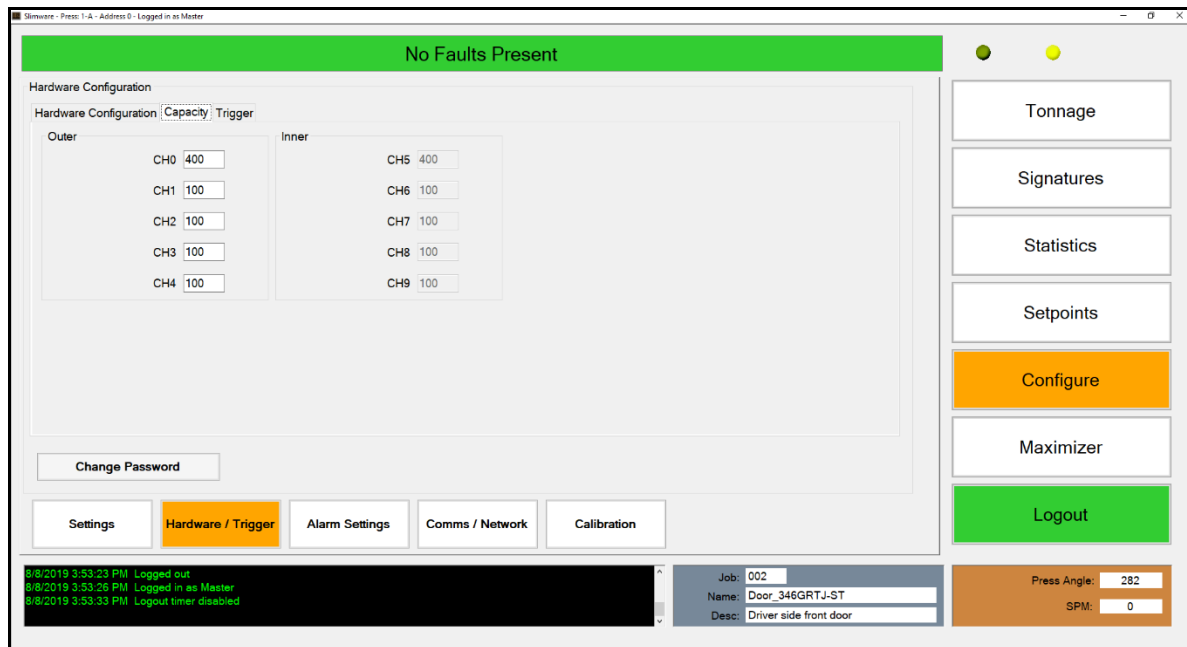 Slimware - Press: 1-A - Address 0 - Logged in as Master
No Faults Present
Hardware Configuration
Hardware Configuration Capacity Trigger
Outer
CH0 400
CH1 100
CH2 100
CH3 100
CH4 100
Inner
CH5 400
CH6 100
CH7 100
CH8 100
CH9 100
Change Password
Settings
Hardware / Trigger
Alarm Settings
Comms / Network
Calibration
Tonnage
Signatures
Statistics
Setpoints
Configure
Maximizer
Logout
8/8/2019 3:53:23 PM Logged out
8/8/2019 3:53:26 PM Logged in as Master
8/8/2019 3:53:33 PM Logout timer disabled
Job: 002
Name: Door_346GRTJ-ST
Desc: Driver side front door
Press Angle: 282
SPM: 0